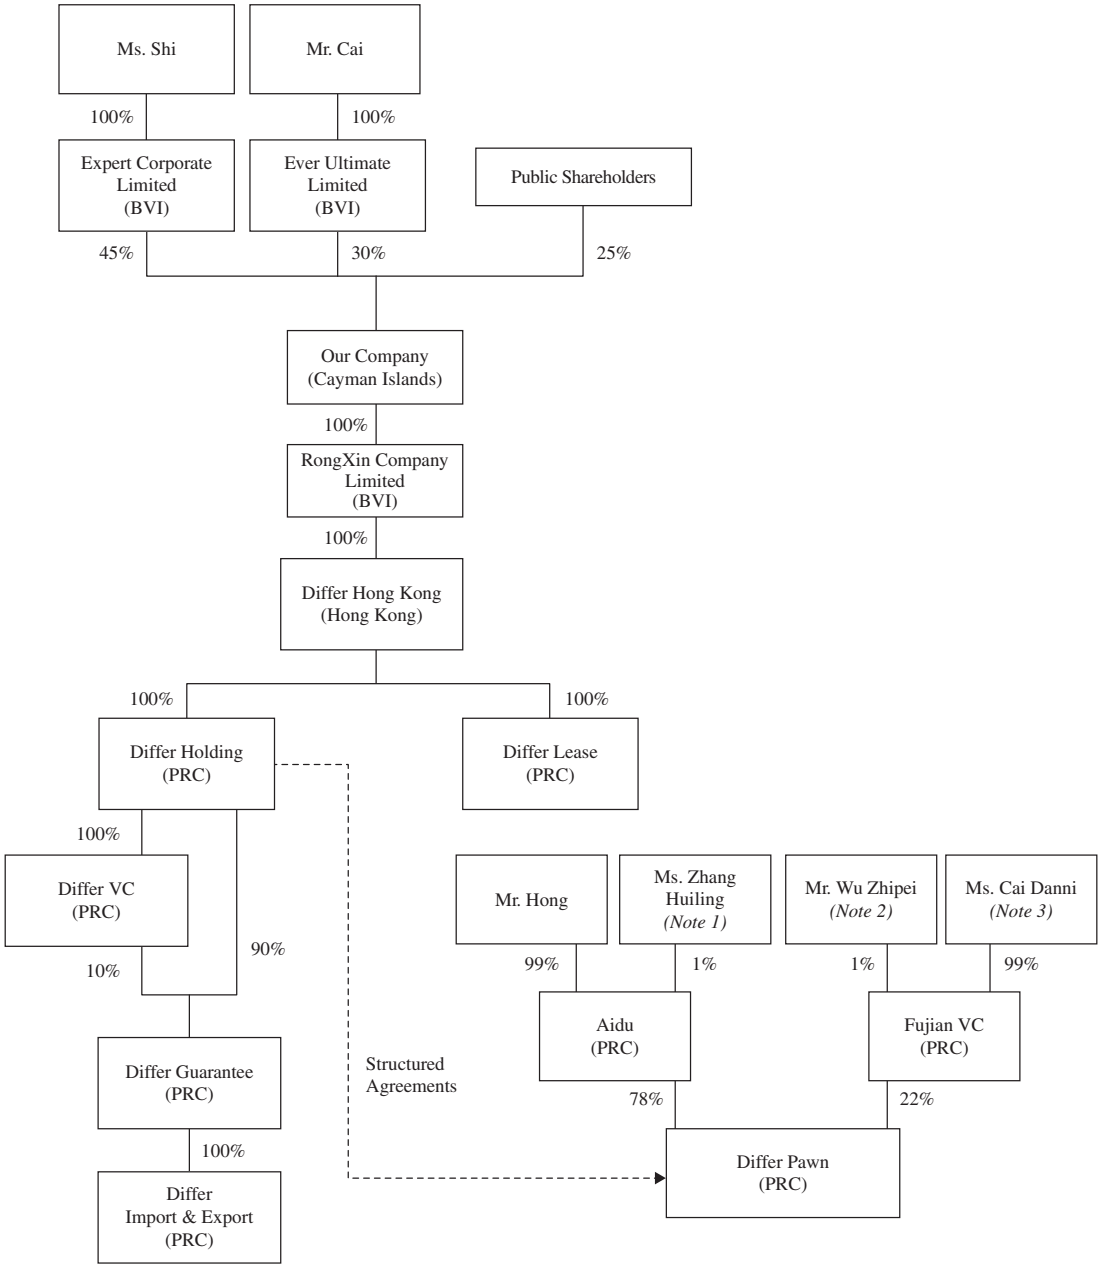 Ms. Shi
Mr. Cai
100%
100%
Expert Corporate
Limited
(BVI)
Ever Ultimate
Limited
(BVI)
Public Shareholders
45%
30%
25%
Our Company
(Cayman Islands)
100%
RongXin Company
Limited
(BVI)
100%
Differ Hong Kong
(Hong Kong)
100%
100%
Differ Holding
(PRC)
Differ Lease
(PRC)
100%
Differ VC
(PRC)
Mr. Hong
Ms. Zhang
Huiling
(Note 1)
Mr. Wu Zhipei
(Note 2)
Ms. Cai Danni
(Note 3)
10%
90%
99%
1%
1%
99%
Aidu
(PRC)
Fujian VC
(PRC)
Differ Guarantee
(PRC)
Structured
Agreements
78%
22%
100%
Differ Pawn
(PRC)
Differ
Import & Export
(PRC)